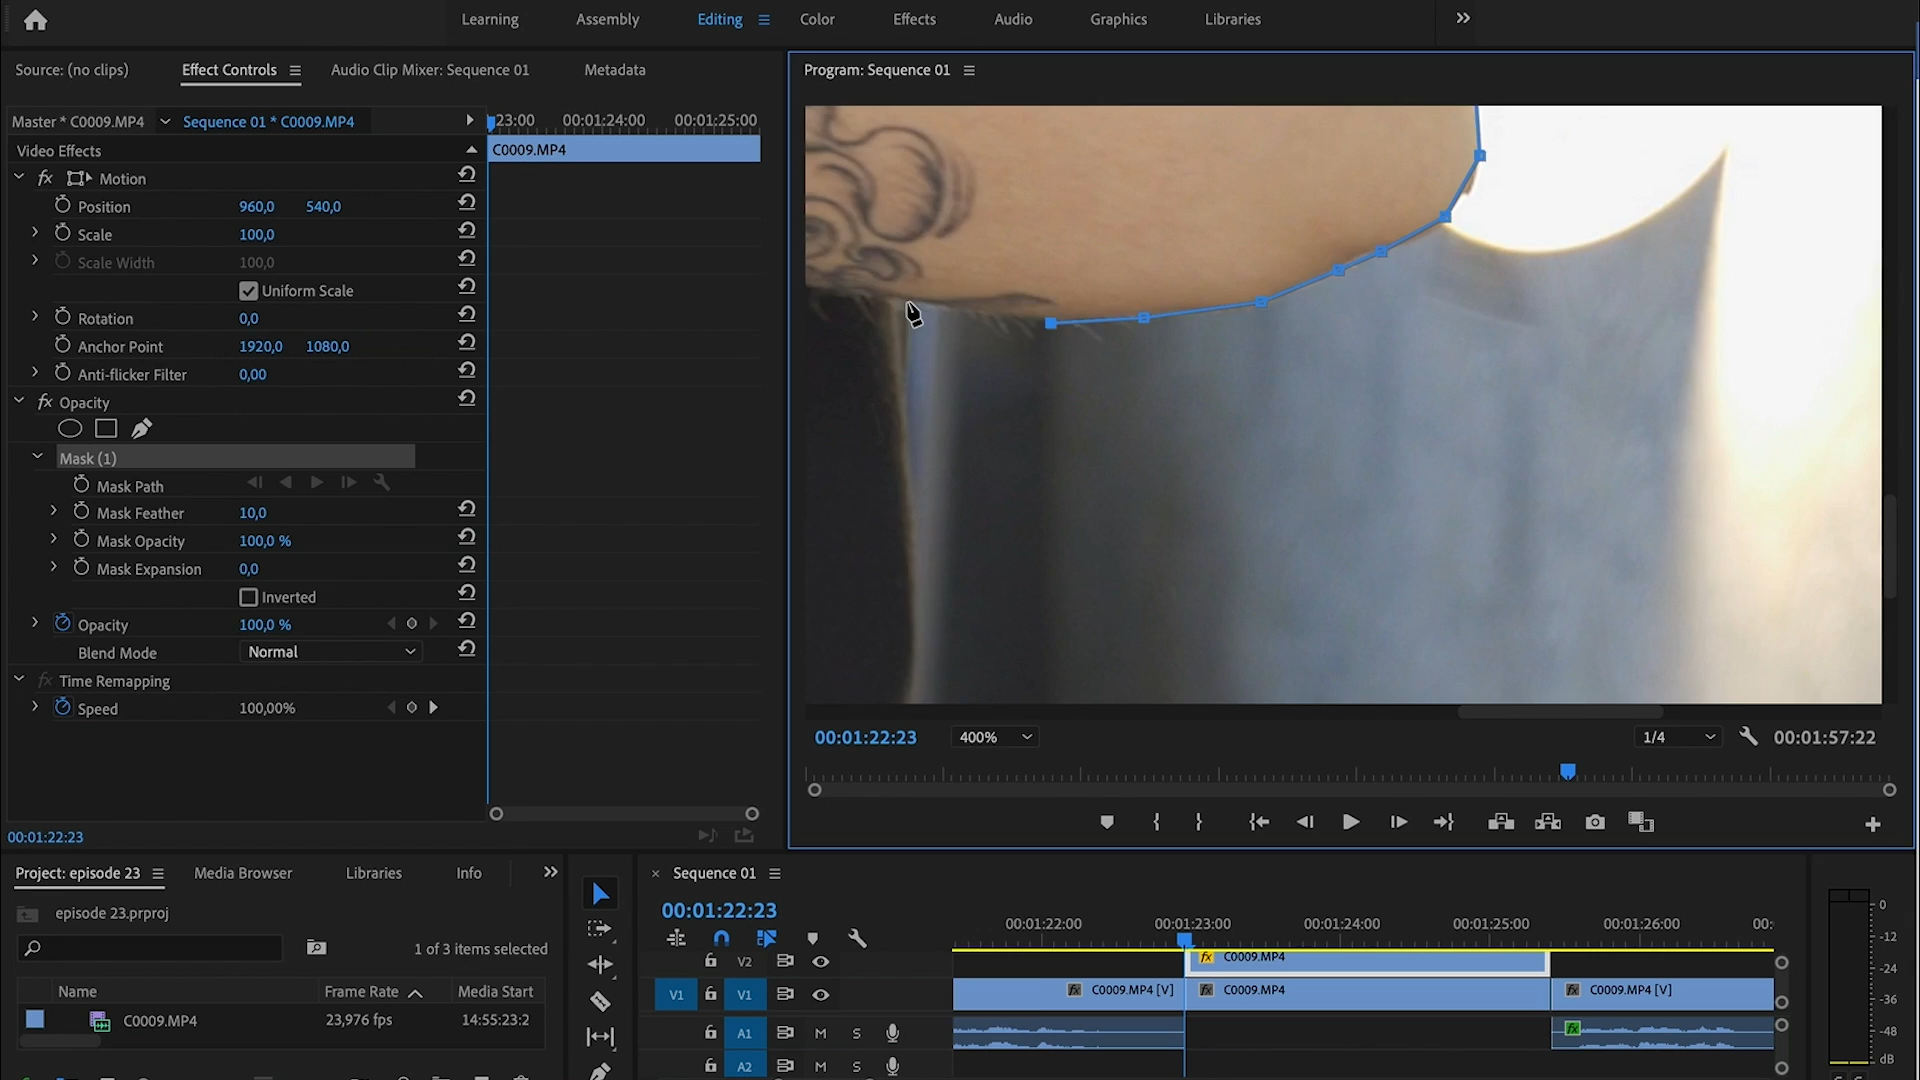 Learning Assembly Editing Color Effects Audio Graphics Libraries
Source: (no clips) Effect Controls Audio Clip Mixer: Sequence 01 Metadata
Program: Sequence 01
Master * C0009.MP4 Sequence 01 * C0009.MP4
23:00 00:01:24:00 00:01:25:00
Video Effects
C0009.MP4
fx Motion
Position 960,0 540,0
Scale 100,0
Scale Width 100,0
Uniform Scale
Rotation 0,0
Anchor Point 1920,0 1080,0
Anti-flicker Filter 0,00
fx Opacity
Mask (1)
Mask Path
Mask Feather 10,0
Mask Opacity 100,0 %
Mask Expansion 0,0
Inverted
Opacity 100,0 %
Blend Mode Normal
fx Time Remapping
Speed 100,00%
00:01:22:23 400% 1/4 00:01:57:22
00:01:22:23
Project: episode 23 Media Browser Libraries Info
episode 23.prproj
1 of 3 items selected
Name Frame Rate Media Start
C0009.MP4 23,976 fps 14:55:23:2
Sequence 01
00:01:22:23
00:01:22:00 00:01:23:00 00:01:24:00 00:01:25:00 00:01:26:00 00:
V2 fx C0009.MP4
V1 V1 fx C0009.MP4 [V] fx C0009.MP4 fx C0009.MP4 [V]
A1 M S fx
A2 M S
0
-12
-24
-36
-48
dB
S S